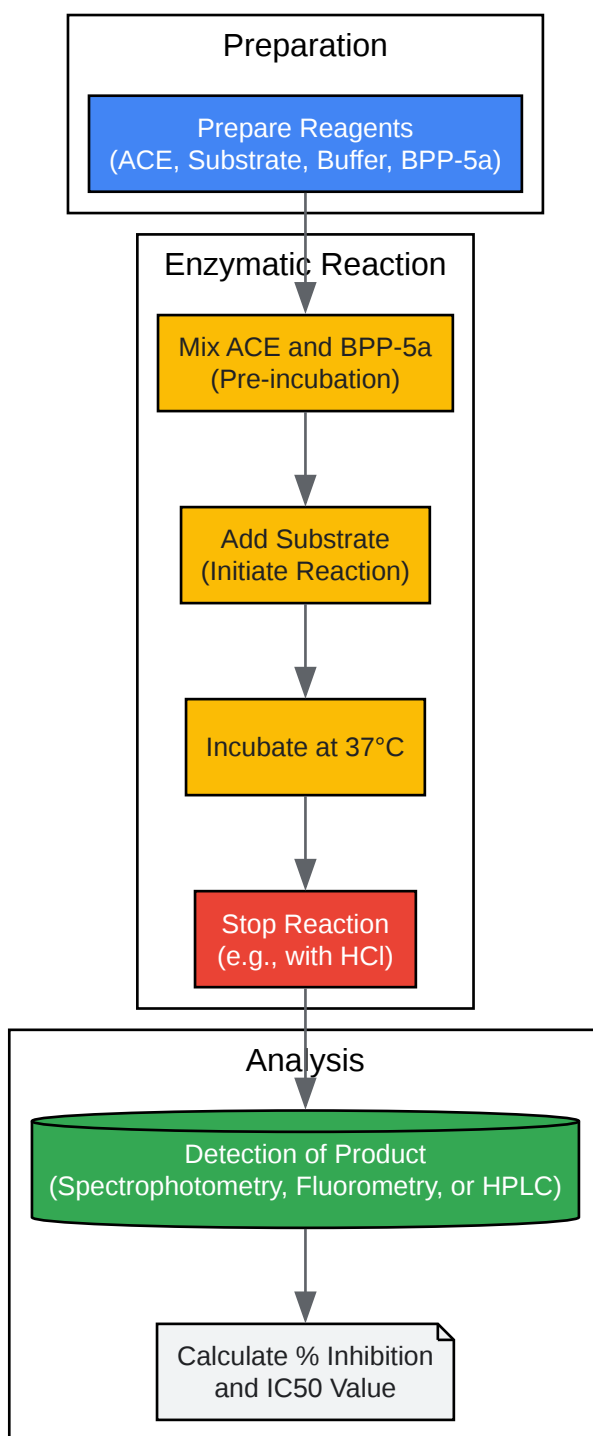 Preparation
Prepare Reagents
(ACE, Substrate, Buffer, BPP-5a)
Enzymatic Reaction
Mix ACE and BPP-5a
(Pre-incubation)
Add Substrate
(Initiate Reaction)
Incubate at 37°C
Stop Reaction
(e.g., with HCl)
Analysis
Detection of Product
(Spectrophotometry, Fluorometry, or HPLC)
Calculate % Inhibition
and IC50 Value